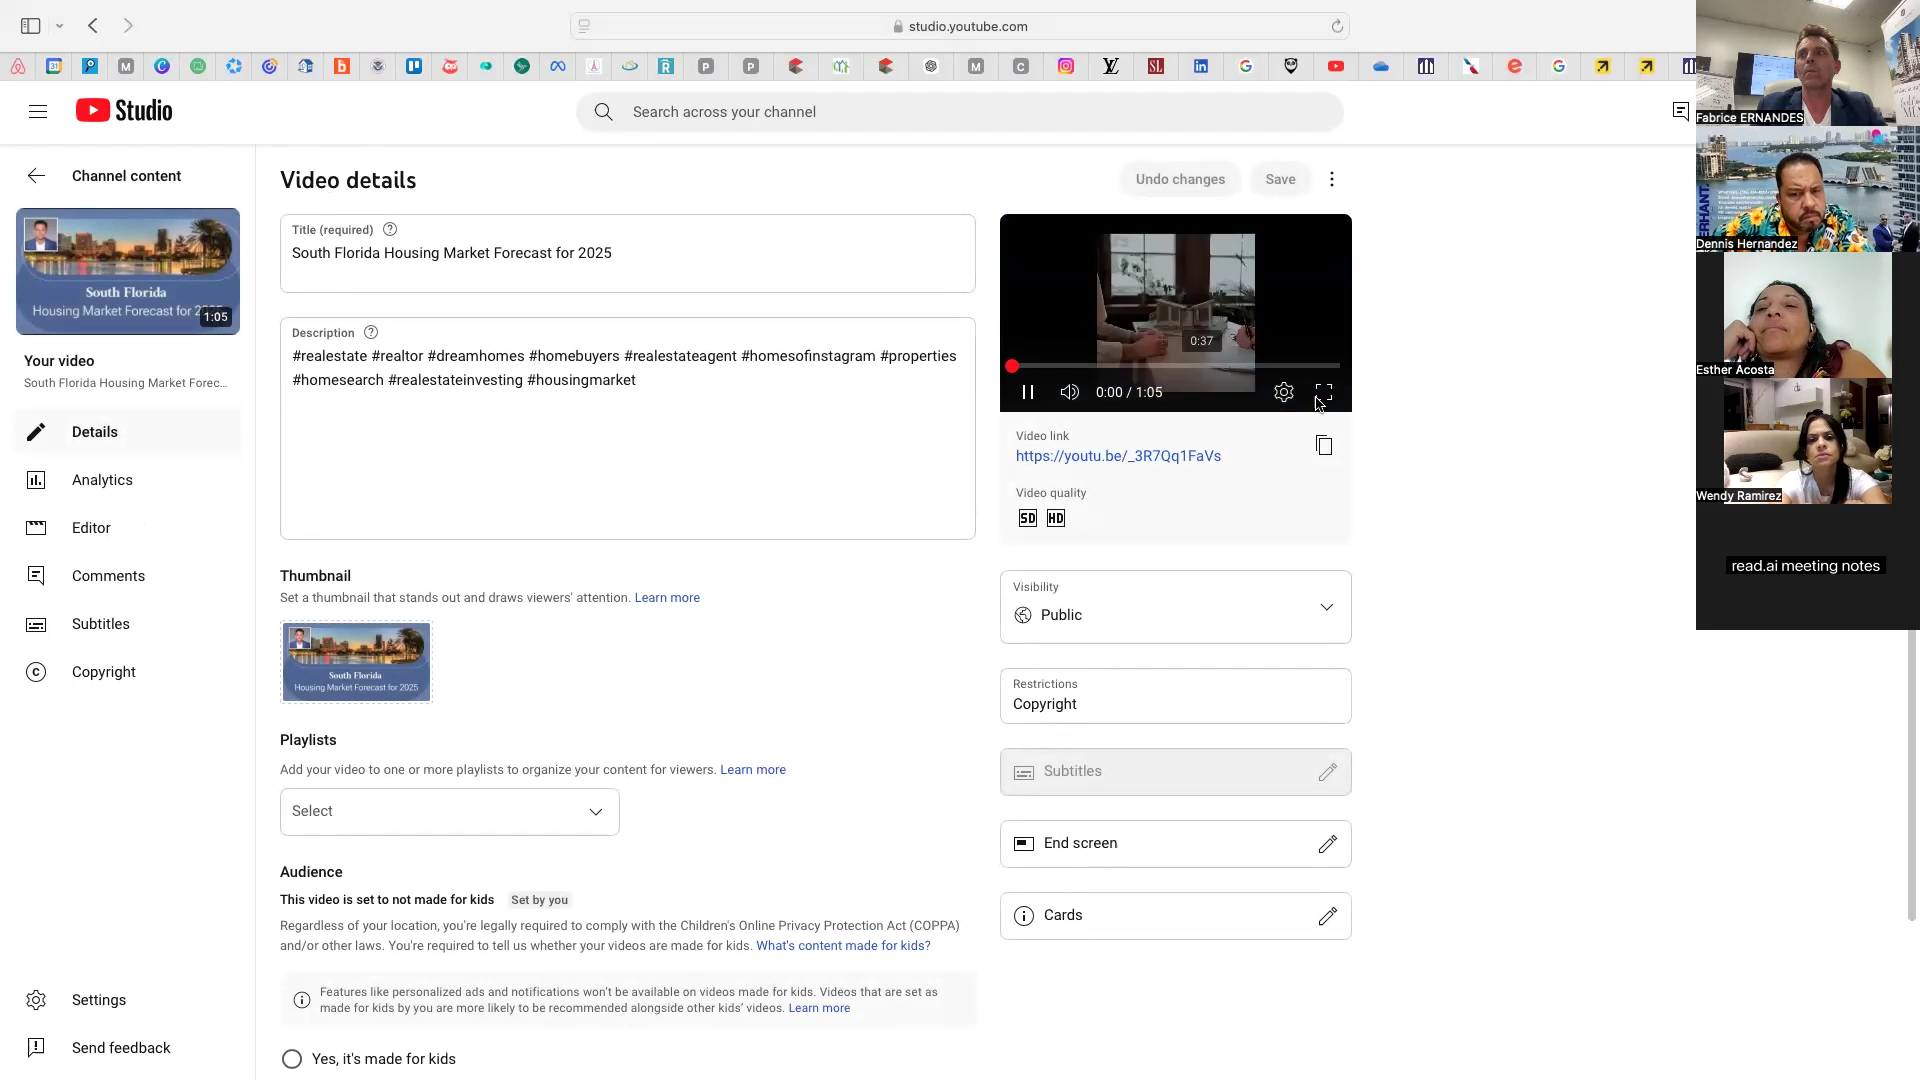 studio.youtube.com
Studio
Search across your channel
Channel content
South Florida
Housing Market Forecast for 2025
1:05
Your video
South Florida Housing Market Forec...
Details
Analytics
Editor
Comments
Subtitles
Copyright
Settings
Send feedback
Video details
Undo changes
Save
Title (required)
South Florida Housing Market Forecast for 2025
Description
#realestate #realtor #dreamhomes #homebuyers #realestateagent #homesofinstagram #properties
#homesearch #realestateinvesting #housingmarket
Thumbnail
Set a thumbnail that stands out and draws viewers' attention. Learn more
South Florida
Housing Market Forecast for 2025
Playlists
Add your video to one or more playlists to organize your content for viewers. Learn more
Select
Audience
This video is set to not made for kids Set by you
Regardless of your location, you're legally required to comply with the Children's Online Privacy Protection Act (COPPA)
and/or other laws. You're required to tell us whether your videos are made for kids. What's content made for kids?
Features like personalized ads and notifications won't be available on videos made for kids. Videos that are set as
made for kids by you are more likely to be recommended alongside other kids' videos. Learn more
Yes, it's made for kids
0:37
0:00 / 1:05
Video link
https://youtu.be/_3R7Qq1FaVs
Video quality
SD HD
Visibility
Public
Restrictions
Copyright
Subtitles
End screen
Cards
Fabrice ERNANDES
Dennis Hernandez
Esther Acosta
Wendy Ramirez
read.ai meeting notes